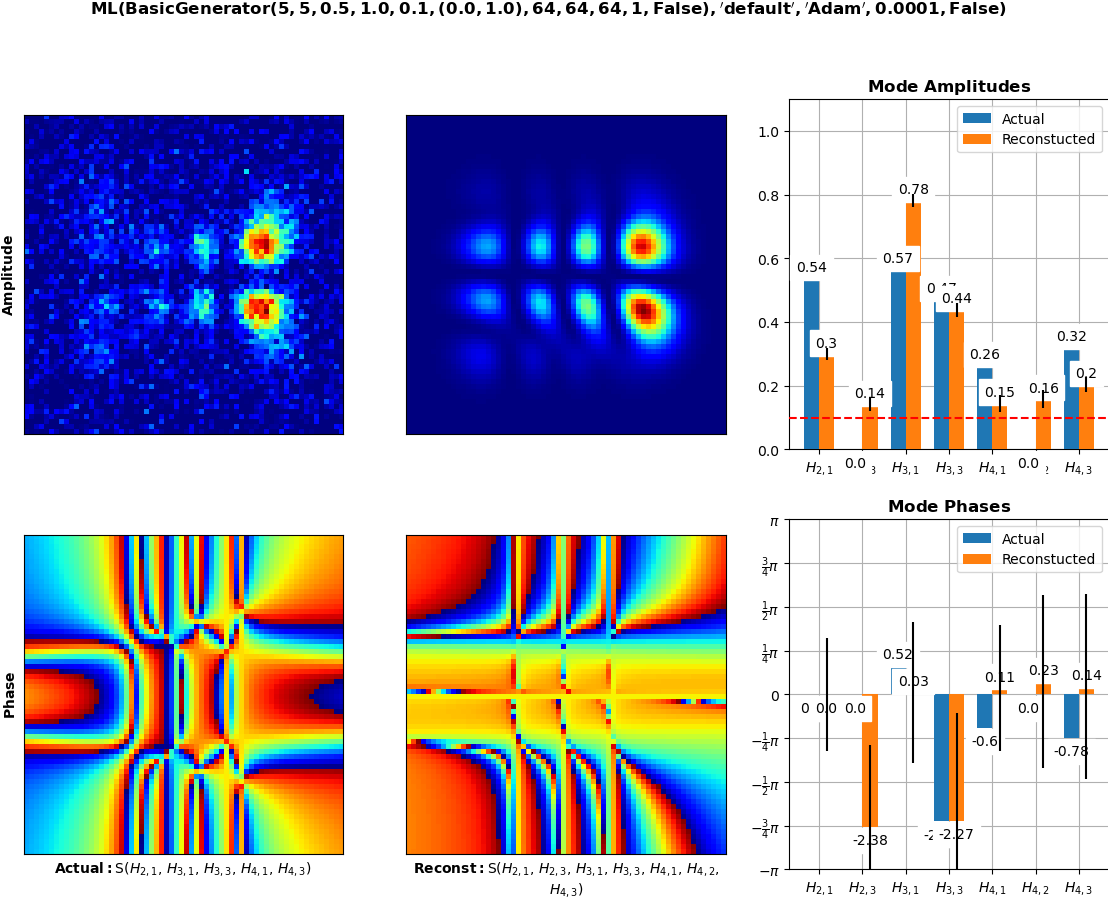 ML(BasicGenerator(5, 5, 0.5, 1.0, 0.1, (0.0, 1.0), 64, 64, 64, 1, False), ′default′, ′Adam′, 0.0001, False)
Amplitude
Mode Amplitudes
Actual
Reconstucted
1.0
0.8
0.6
0.4
0.2
0.0
0.54
0.3
0.0
0.14
0.57
0.78
0.44
0.26
0.15
0.0
0.16
0.32
0.2
H2,1
3
H3,1
H3,3
H4,1
2
H4,3
Phase
Mode Phases
Actual
Reconstucted
π
3/4π
1/2π
1/4π
0
−1/4π
−1/2π
−3/4π
−π
0
0.0
0.0
-2.38
0.52
0.03
-2.27
-0.6
0.11
0.0
0.23
-0.78
0.14
H2,1
H2,3
H3,1
H3,3
H4,1
H4,2
H4,3
Actual: S(H2,1, H3,1, H3,3, H4,1, H4,3)
Reconst: S(H2,1, H2,3, H3,1, H3,3, H4,1, H4,2,
H4,3)